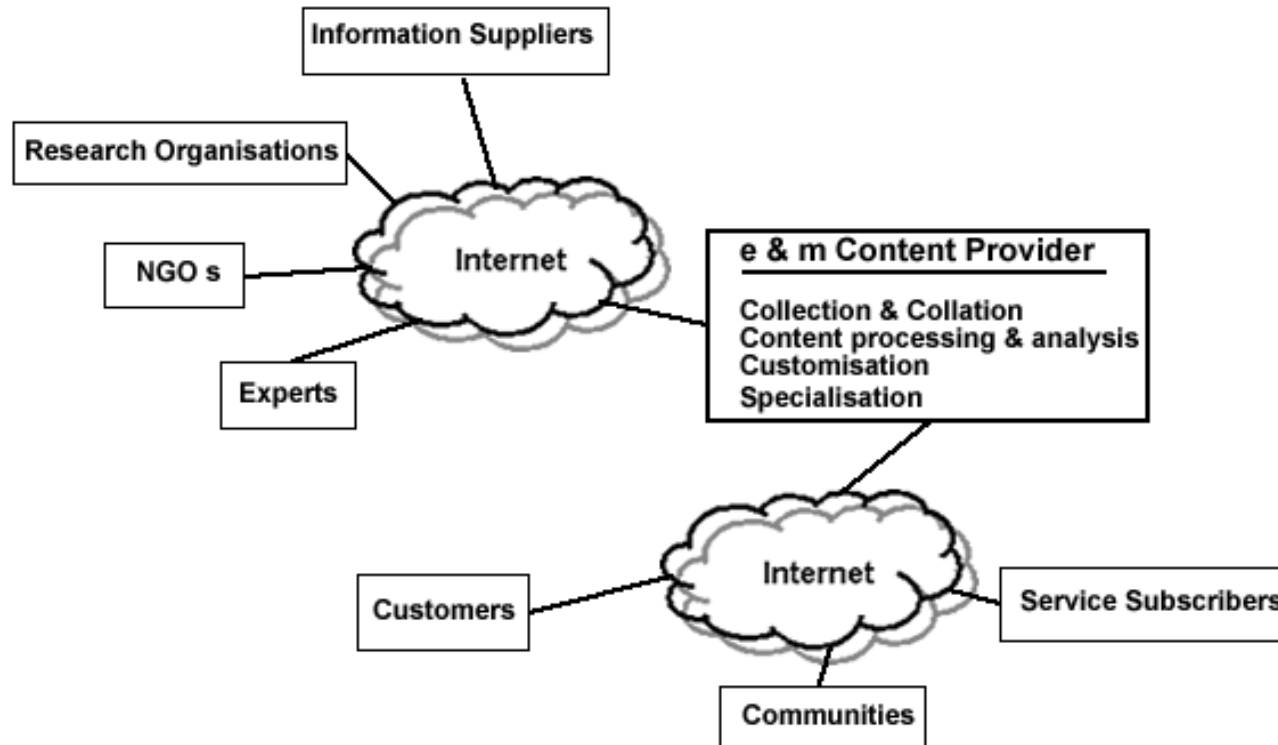 Information Suppliers
Research Organisations
Internet
NGO s
Experts
e & m Content Provider
Collection & Collation
Content processing & analysis
Customisation
Specialisation
Internet
Customers
Service Subscribers
Communities